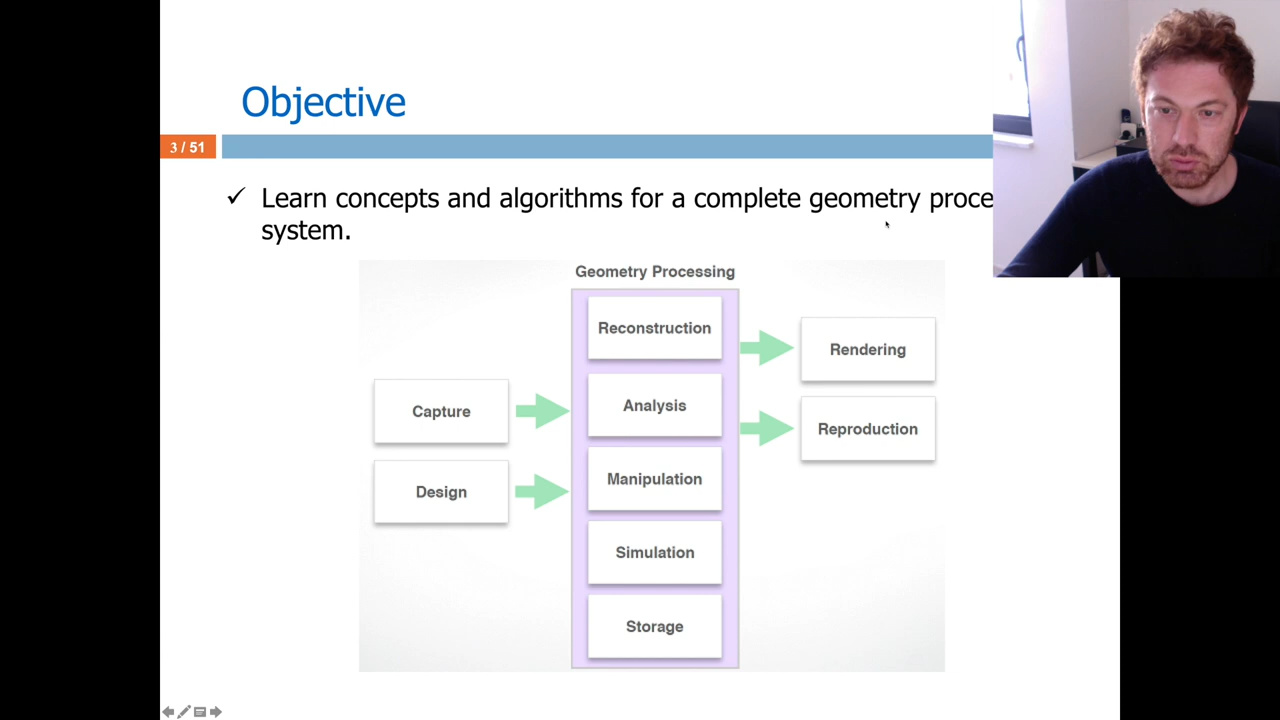 Objective
3 / 51
✓ Learn concepts and algorithms for a complete geometry
system.
Geometry Processing
Reconstruction
Rendering
Capture
Analysis
Reproduction
Design
Manipulation
Simulation
Storage